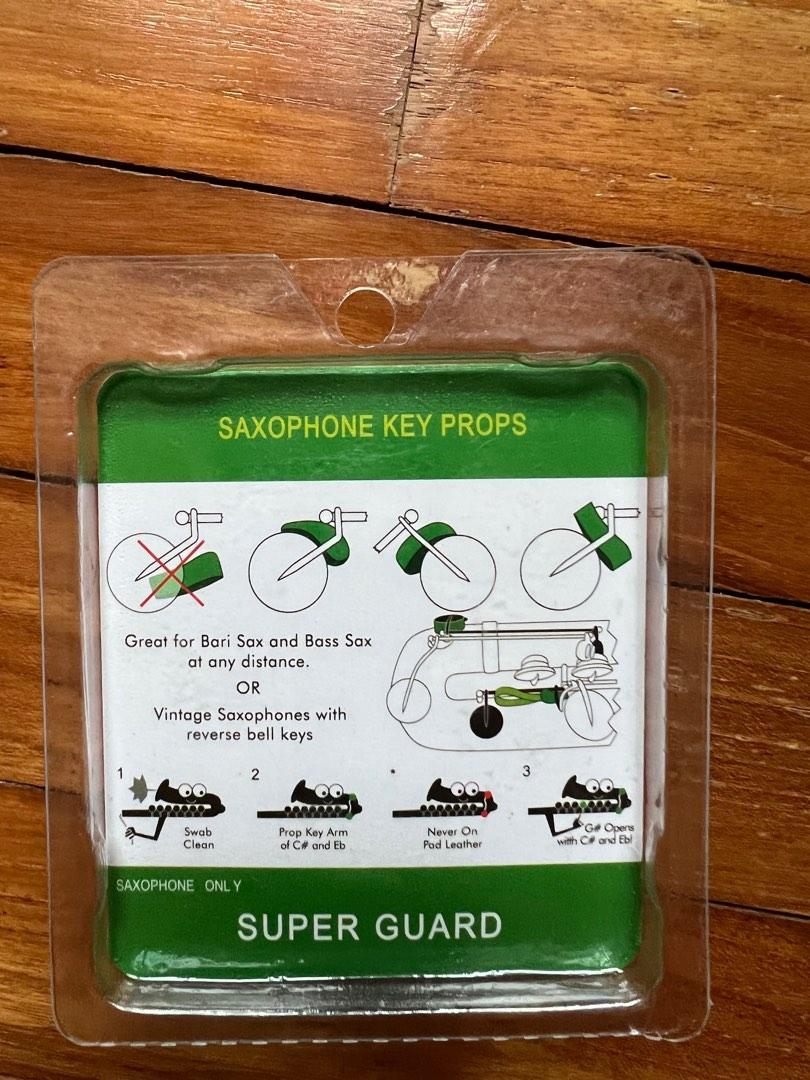 SAXOPHONE KEY PROPS
Great for Bari Sax and Bass Sax
at any distance.
OR
Vintage Saxophones with
reverse bell keys
1
Swab
Clean
2
Prop Key Arm
of C# and Eb
*
Never On
Pad Leather
3
G# Opens
with C# and Eb!
SAXOPHONE ONLY
SUPER GUARD